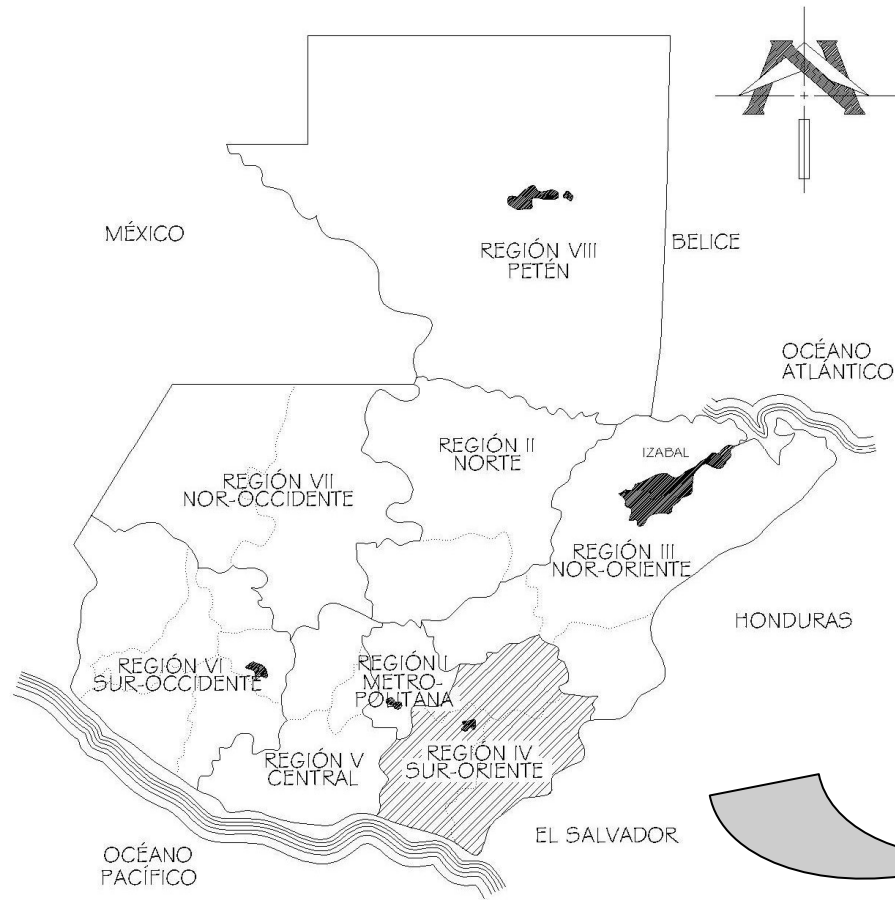 MÉXICO
REGIÓN VIII
PETÉN
BELICE
OCÉANO
ATLÁNTICO
REGIÓN II
NORTE
IZABAL
REGIÓN VII
NOR-OCCIDENTE
REGIÓN III
NOR-ORIENTE
HONDURAS
REGIÓN VI
SUR-OCCIDENTE
REGIÓN I
METRO-
POLITANA
REGIÓN V
CENTRAL
REGIÓN IV
SUR-ORIENTE
EL SALVADOR
OCÉANO
PACÍFICO